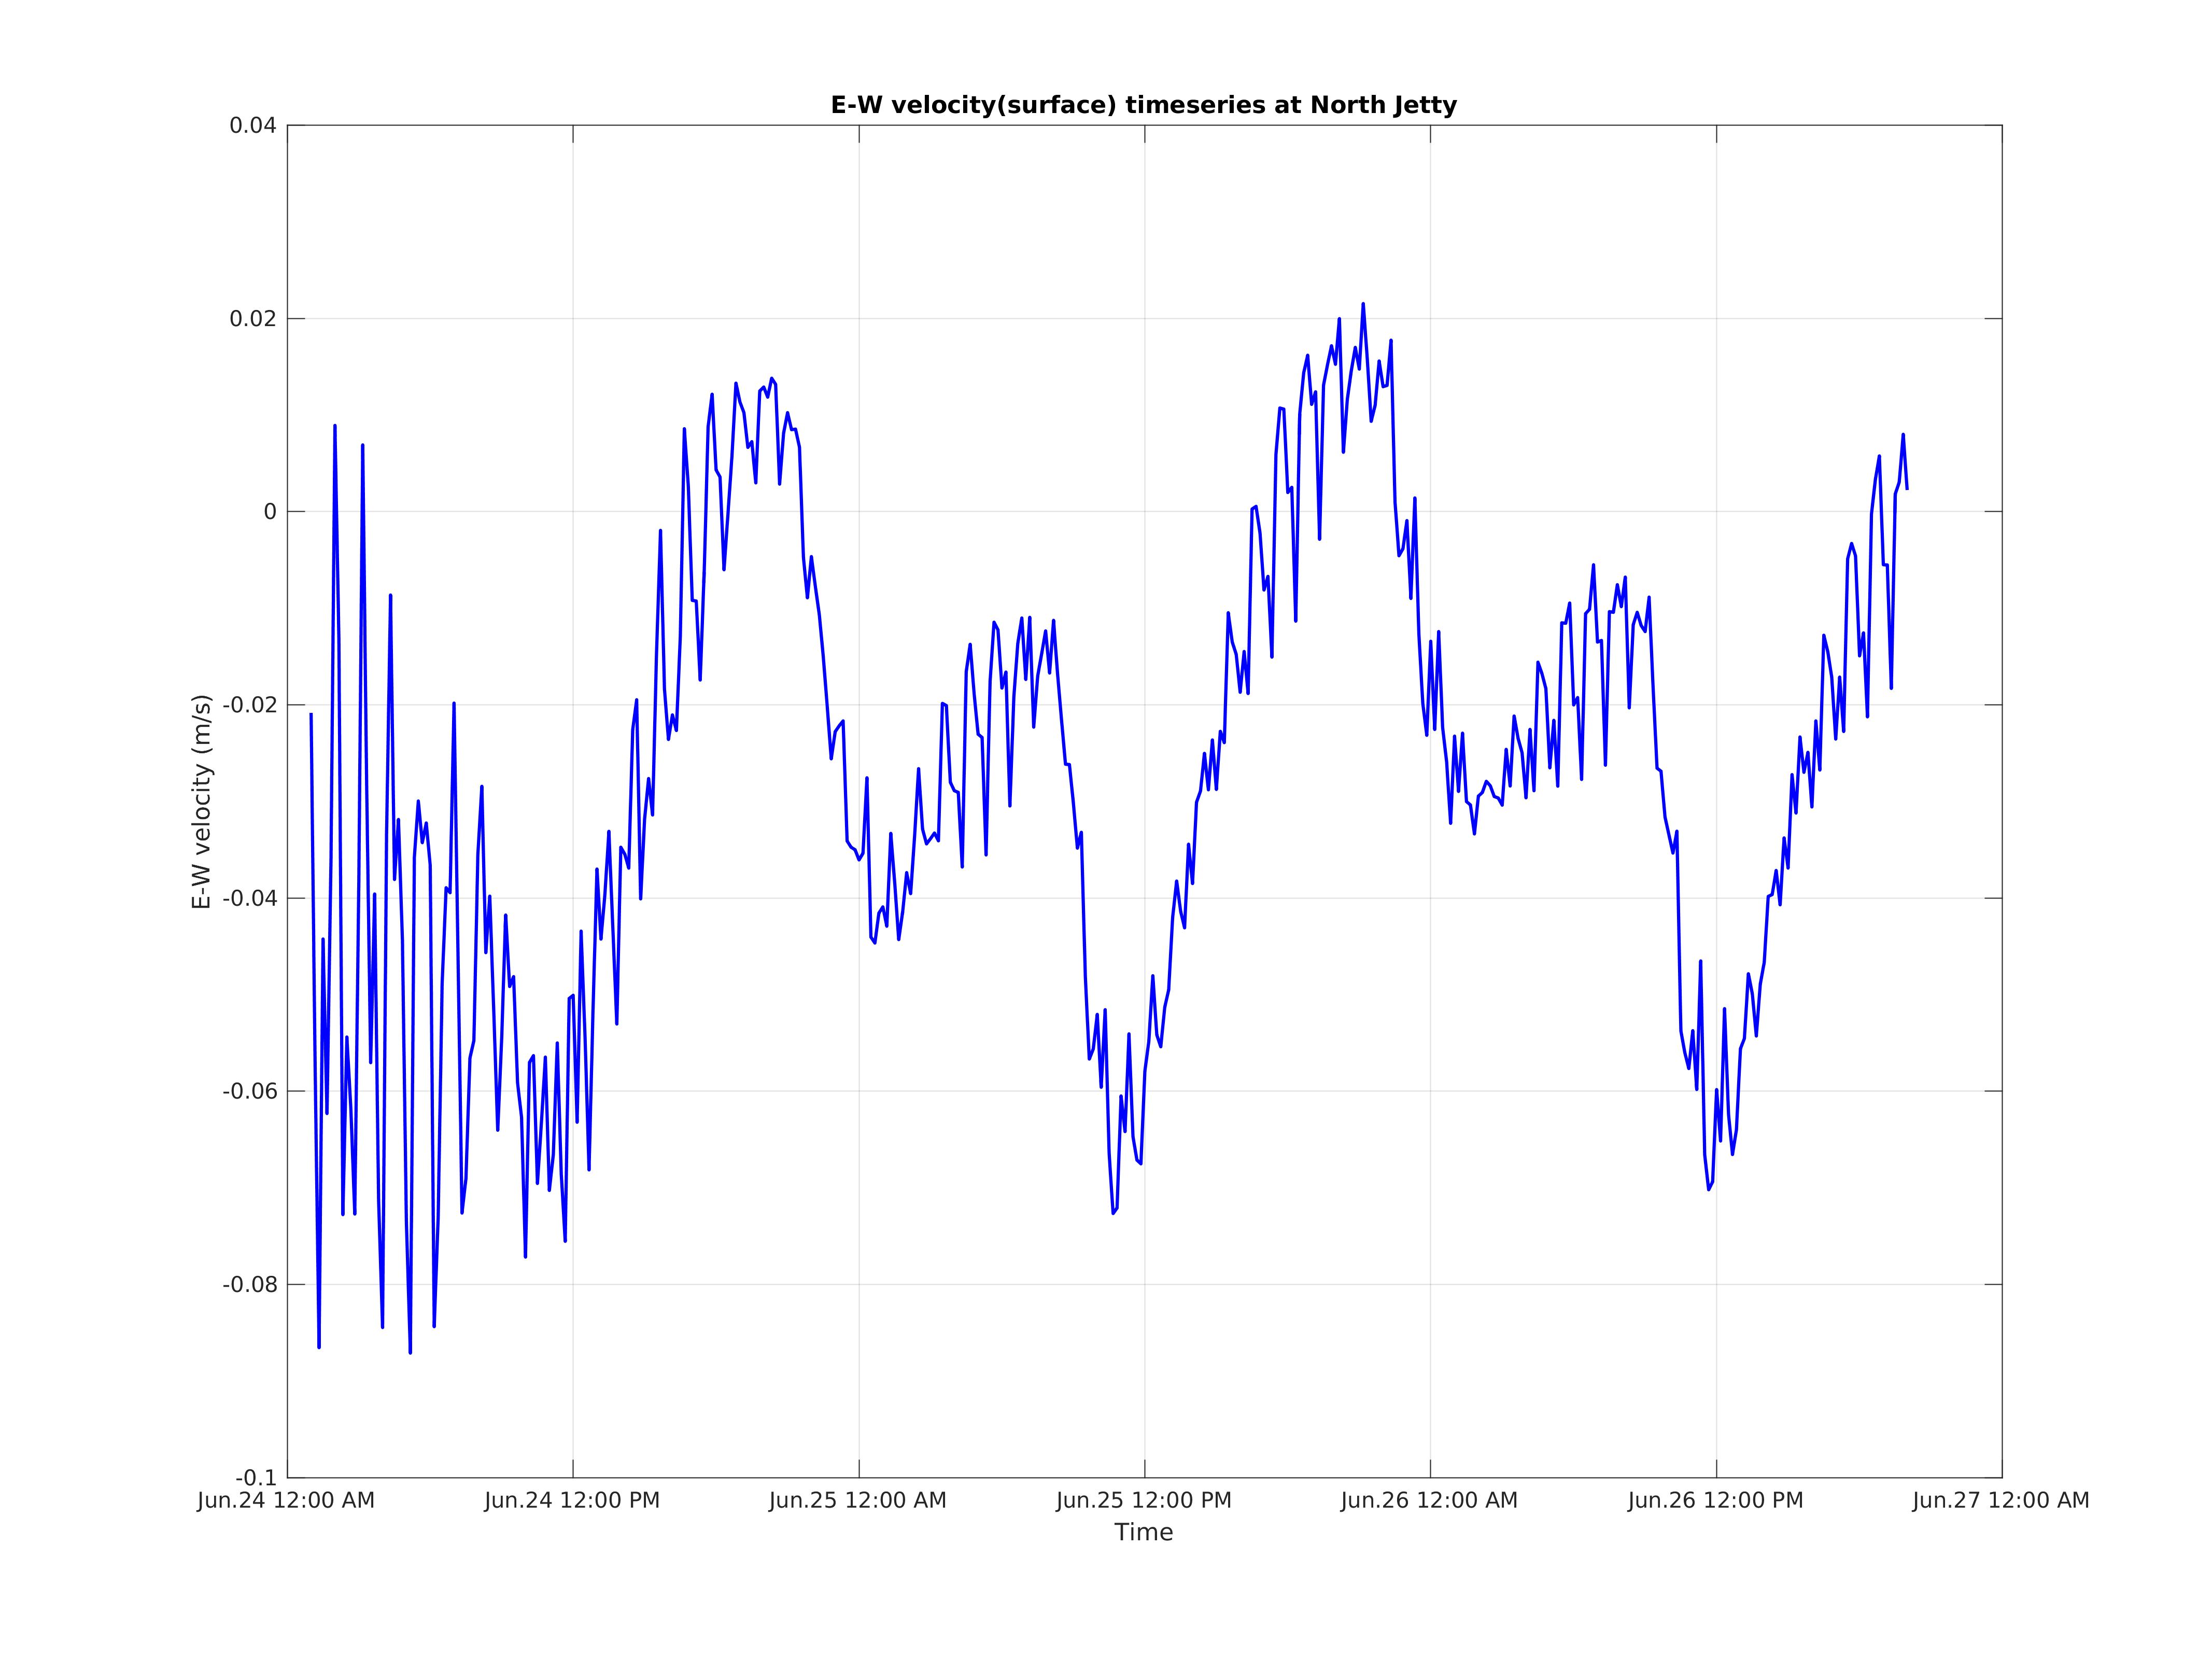 E-W velocity(surface) timeseries at North Jetty
0.04
0.02
0
-0.02
-0.04
-0.06
-0.08
-0.1
E-W velocity (m/s)
Jun.24 12:00 AM
Jun.24 12:00 PM
Jun.25 12:00 AM
Jun.25 12:00 PM
Jun.26 12:00 AM
Jun.26 12:00 PM
Jun.27 12:00 AM
Time